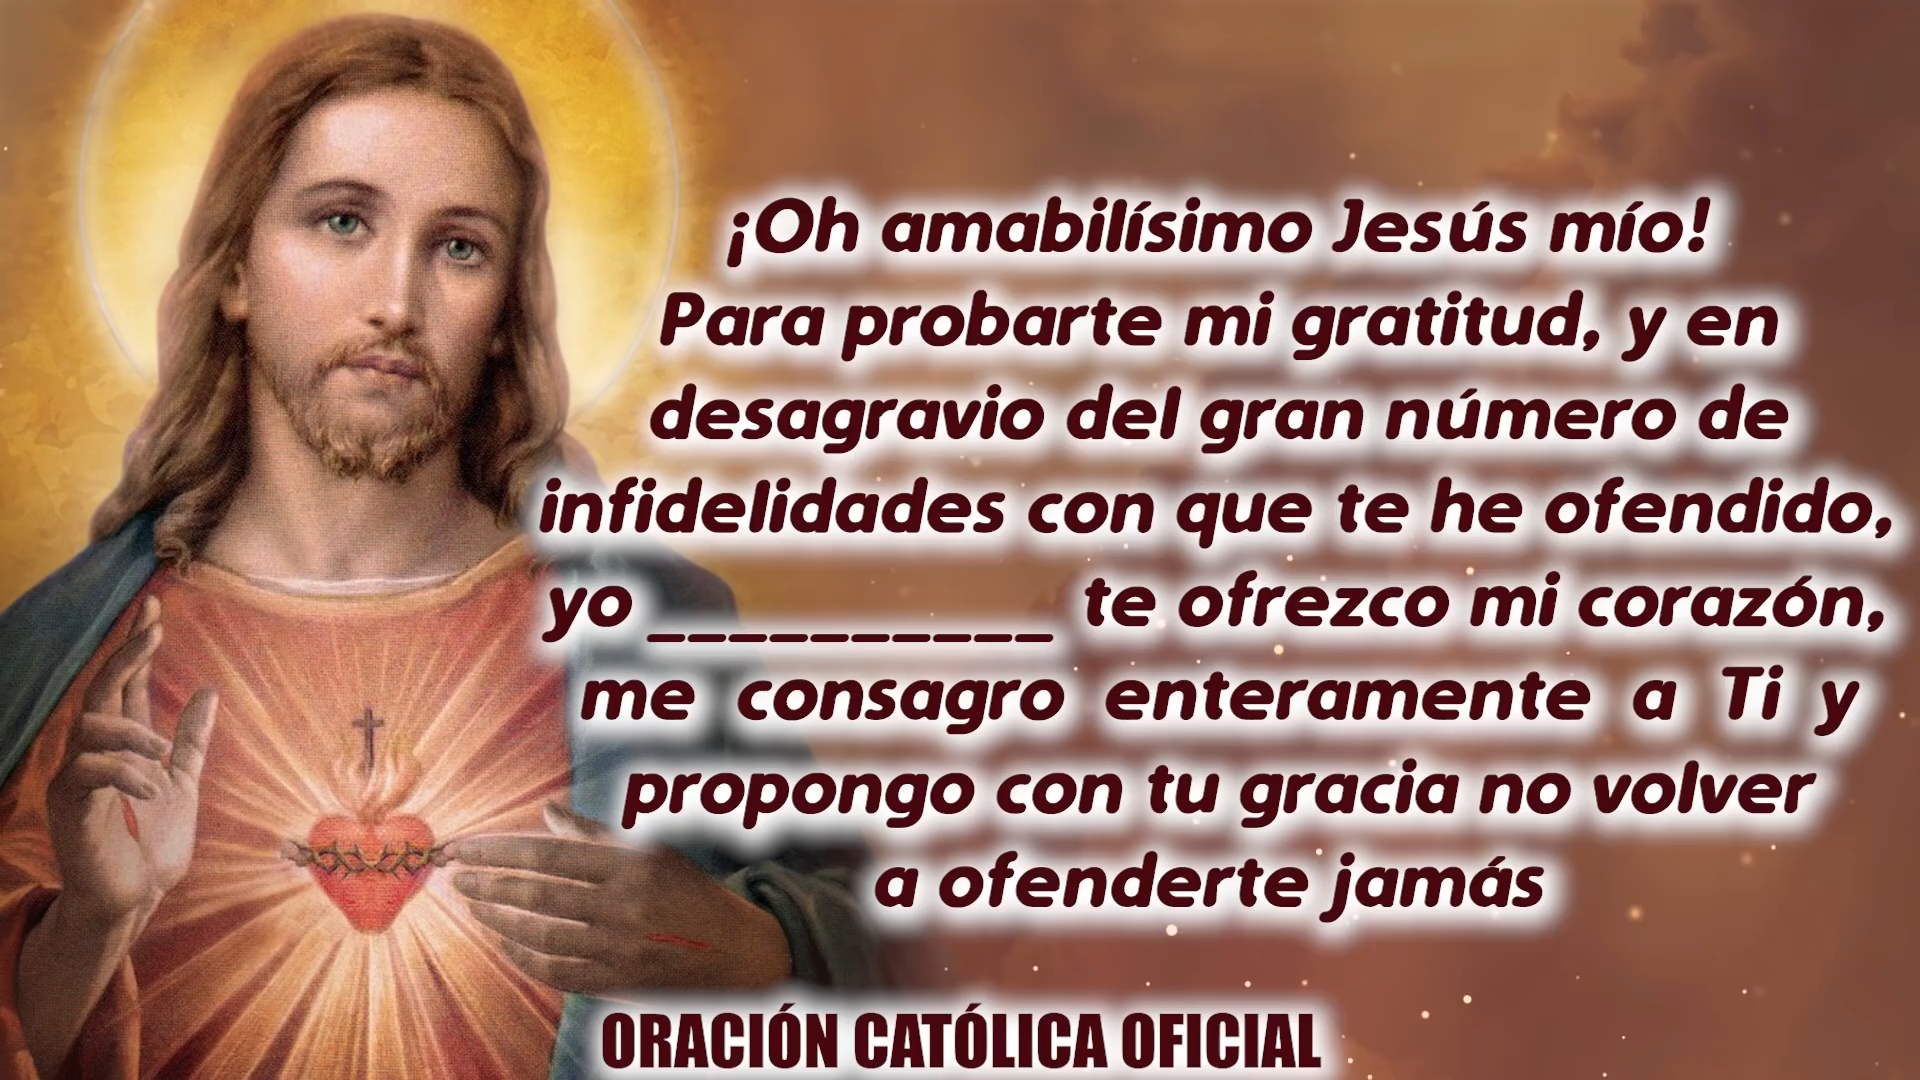 ¡Oh amabilísimo Jesús mío!
Para probarte mi gratitud, y en
desagravio del gran número de
infidelidades con que te he ofendido,
yo __________ te ofrezco mi corazón,
me consagro enteramente a Ti y
propongo con tu gracia no volver
a ofenderte jamás
ORACIÓN CATÓLICA OFICIAL